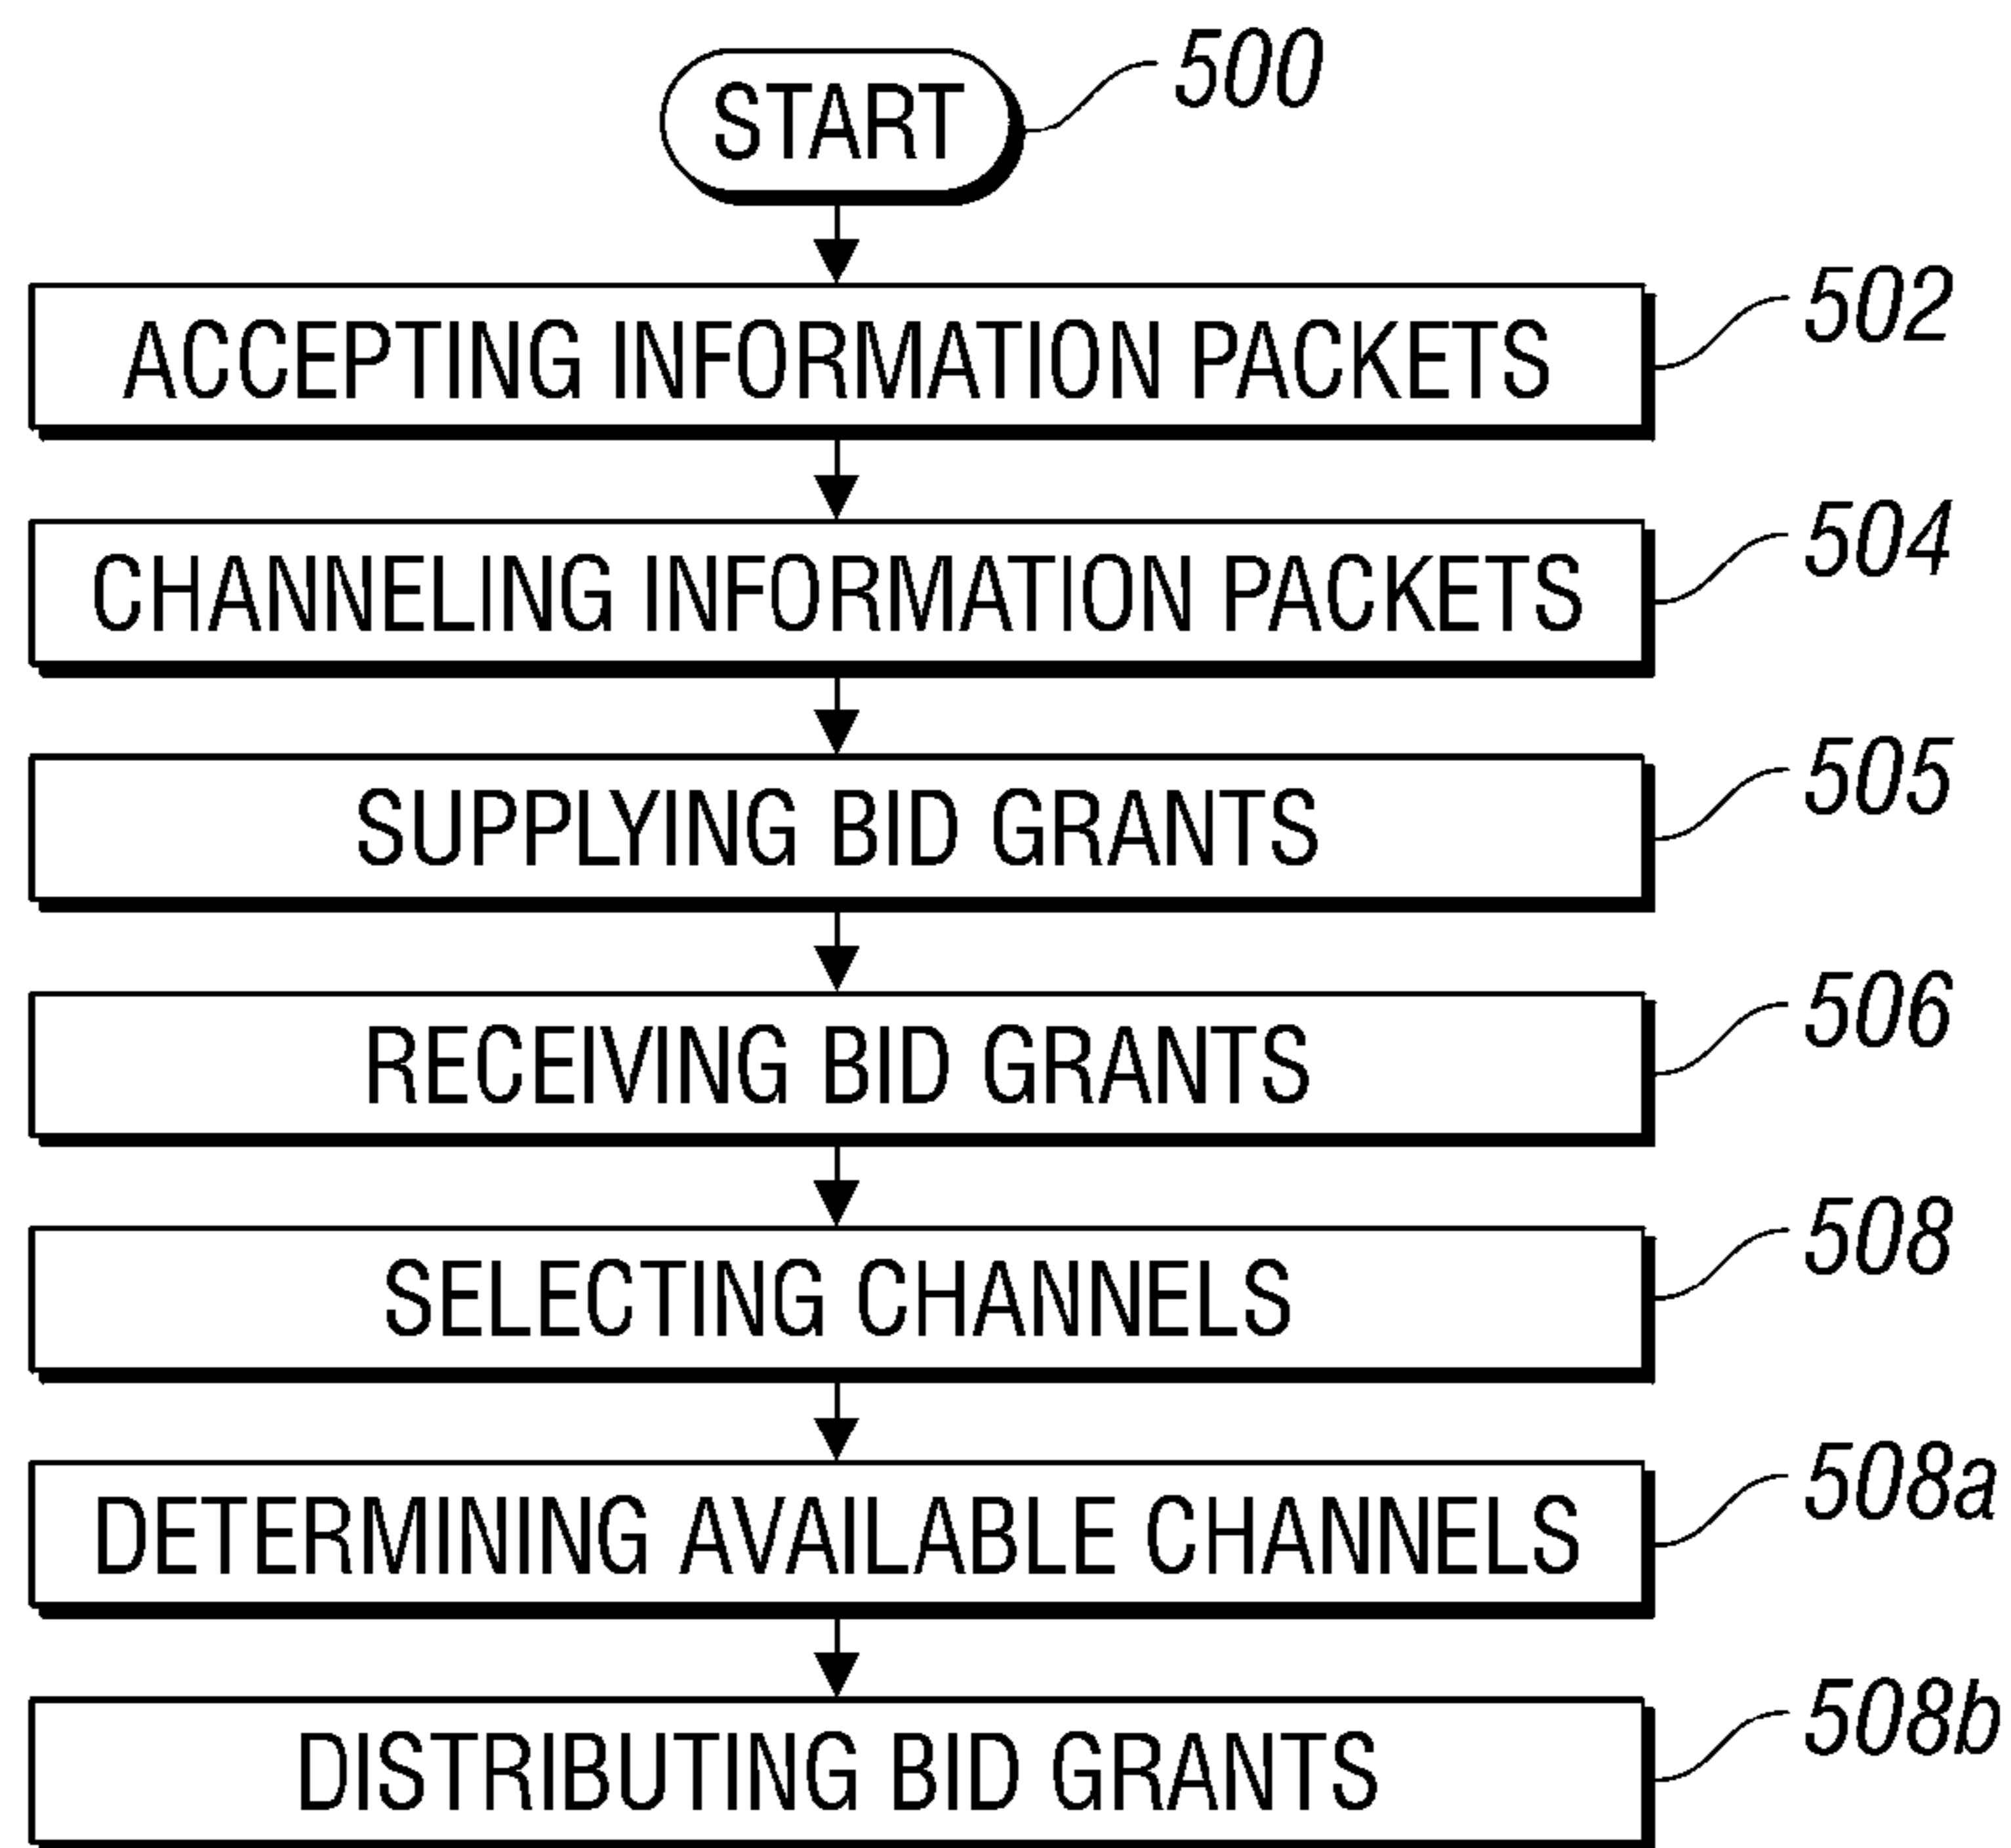 START 500
ACCEPTING INFORMATION PACKETS 502
CHANNELING INFORMATION PACKETS 504
SUPPLYING BID GRANTS 505
RECEIVING BID GRANTS 506
SELECTING CHANNELS 508
DETERMINING AVAILABLE CHANNELS 508a
DISTRIBUTING BID GRANTS 508b